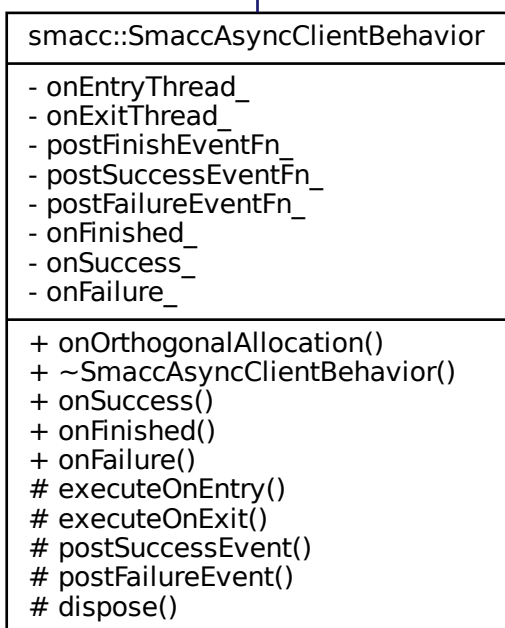 smacc::SmaccAsyncClientBehavior
- onEntryThread_
- onExitThread_
- postFinishEventFn_
- postSuccessEventFn_
- postFailureEventFn_
- onFinished_
- onSuccess_
- onFailure_
+ onOrthogonalAllocation()
+ ~SmaccAsyncClientBehavior()
+ onSuccess()
+ onFinished()
+ onFailure()
# executeOnEntry()
# executeOnExit()
# postSuccessEvent()
# postFailureEvent()
# dispose()